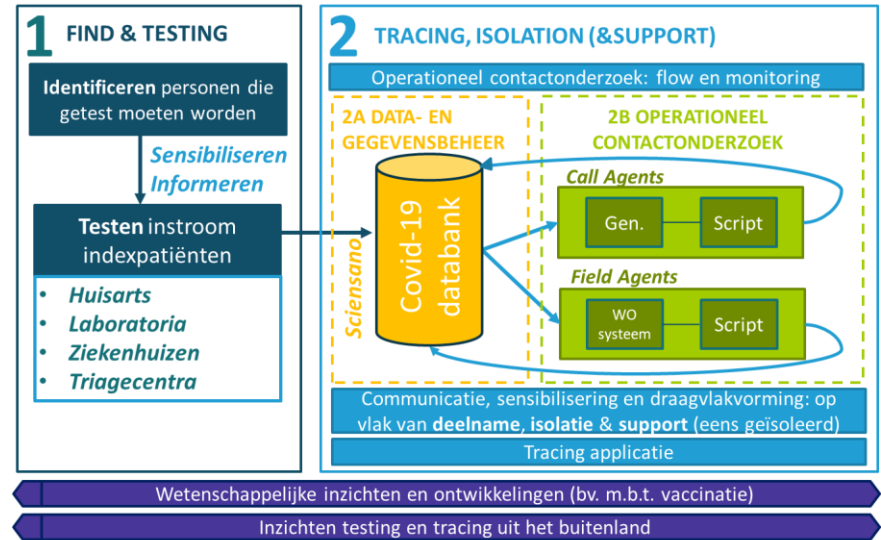 1 FIND & TESTING
Identificeren personen die
getest moeten worden
Sensibiliseren
Informeren
Testen instroom
indexpatiënten
• Huisarts
• Laboratoria
• Ziekenhuizen
• Triagecentra
2 TRACING, ISOLATION (&SUPPORT)
Operationeel contactonderzoek: flow en monitoring
2A DATA- EN
GEGEVENSBEHEER
Sciensano
Covid-19
databank
2B OPERATIONEEL
CONTACTONDERZOEK
Call Agents
Gen.
Script
Field Agents
WO
systeem
Script
Communicatie, sensibilisering en draagvlakvorming: op
vlak van deelname, isolatie & support (eens geïsoleerd)
Tracing applicatie
Wetenschappelijke inzichten en ontwikkelingen (bv. m.b.t. vaccinatie)
Inzichten testing en tracing uit het buitenland